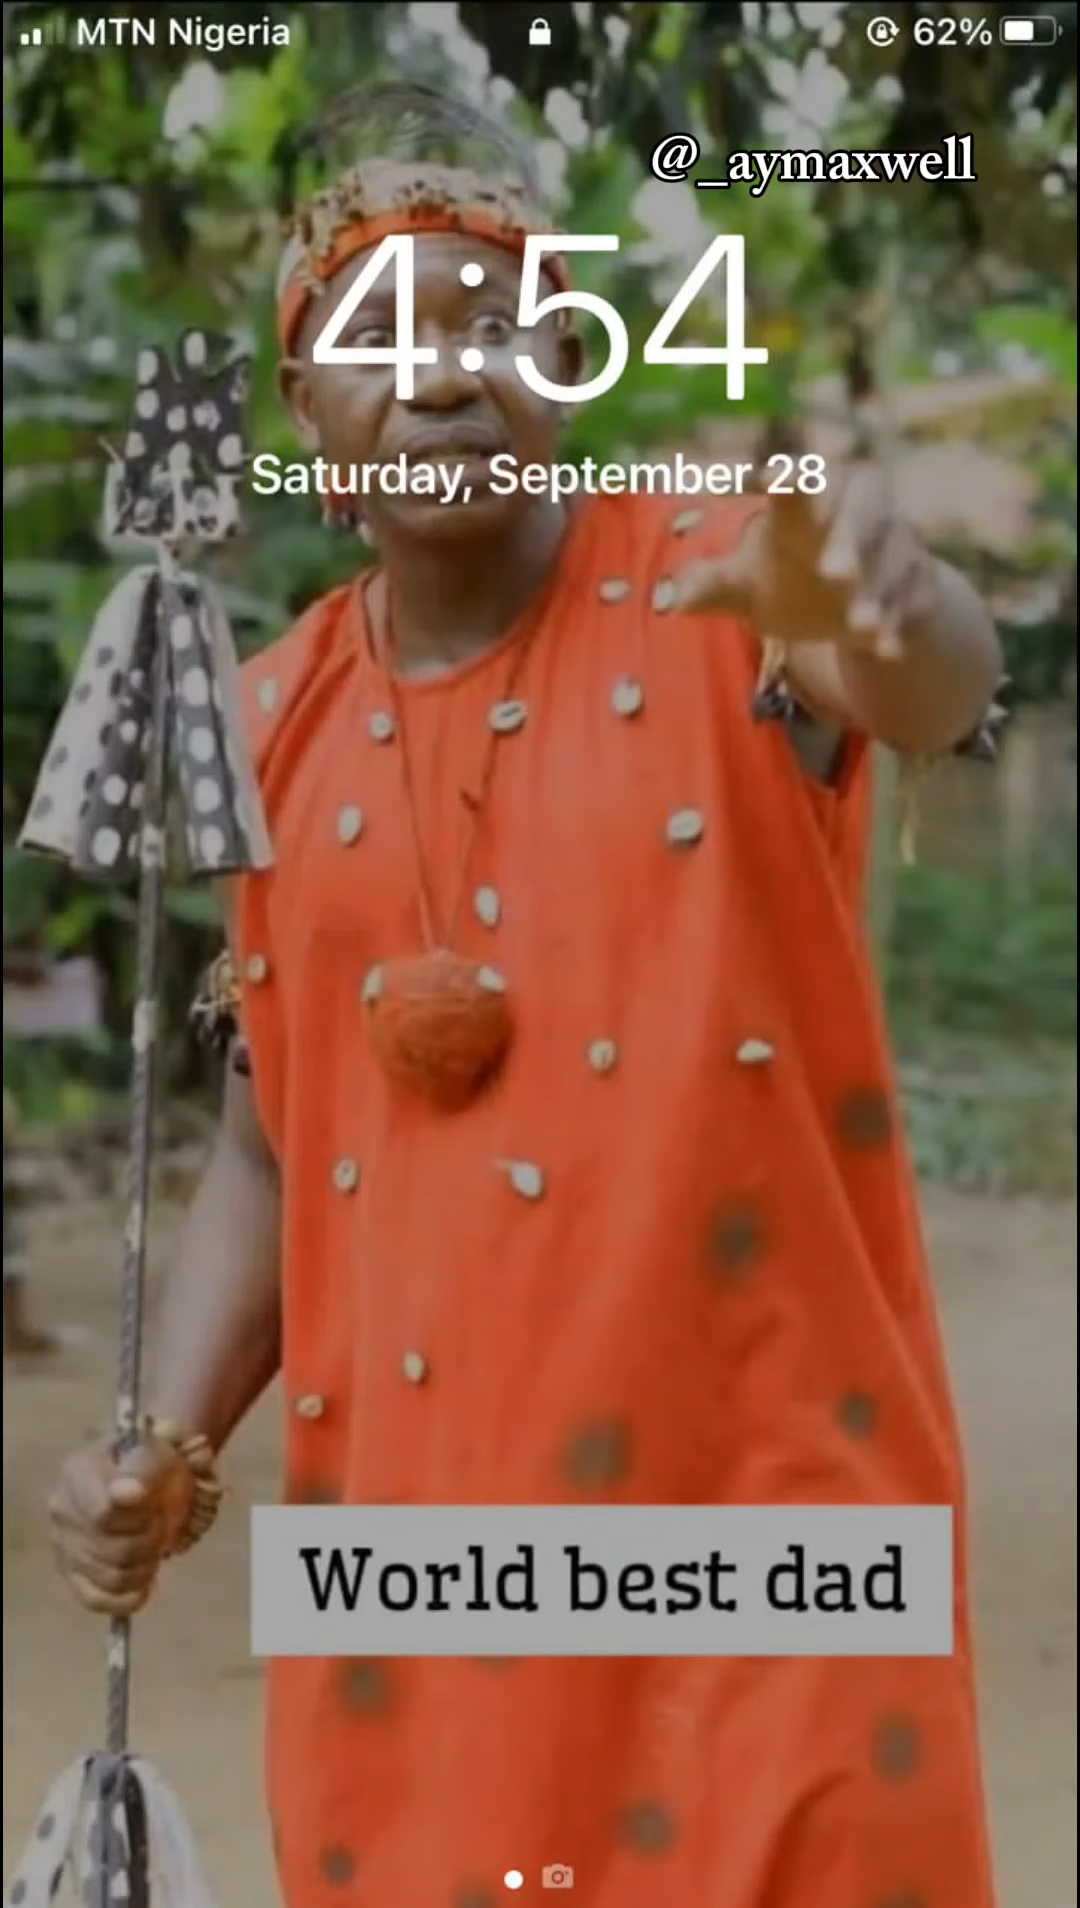 MTN Nigeria
62%
@_aymaxwell
4:54
Saturday, September 28
World best dad